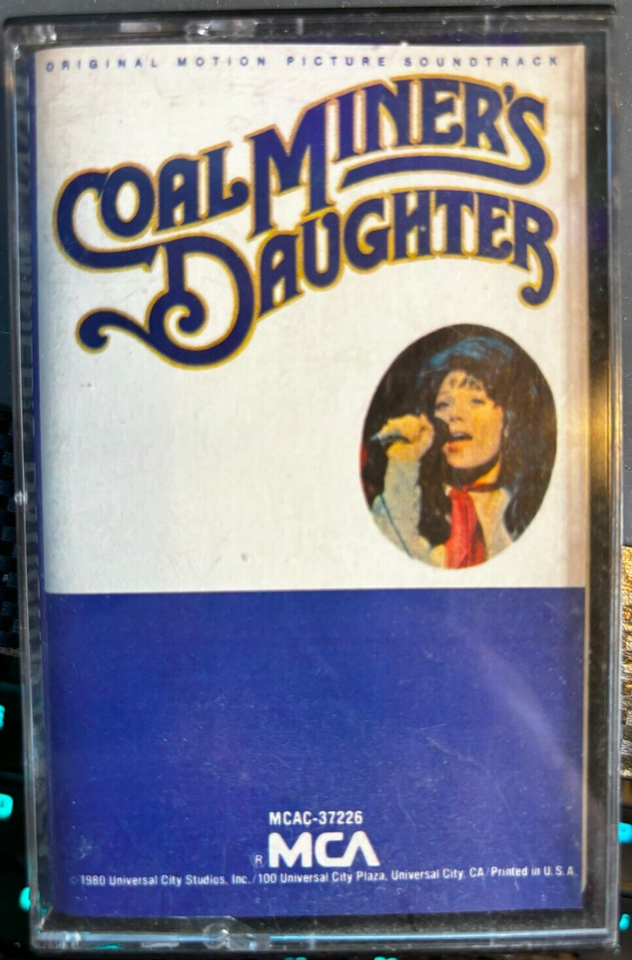 ORIGINAL MOTION PICTURE SOUNDTRACK
COAL MINER'S
DAUGHTER
MCAC-37226
® MCA
© 1980 Universal City Studios, Inc./100 Universal City Plaza, Universal City, CA/Printed in U.S.A.